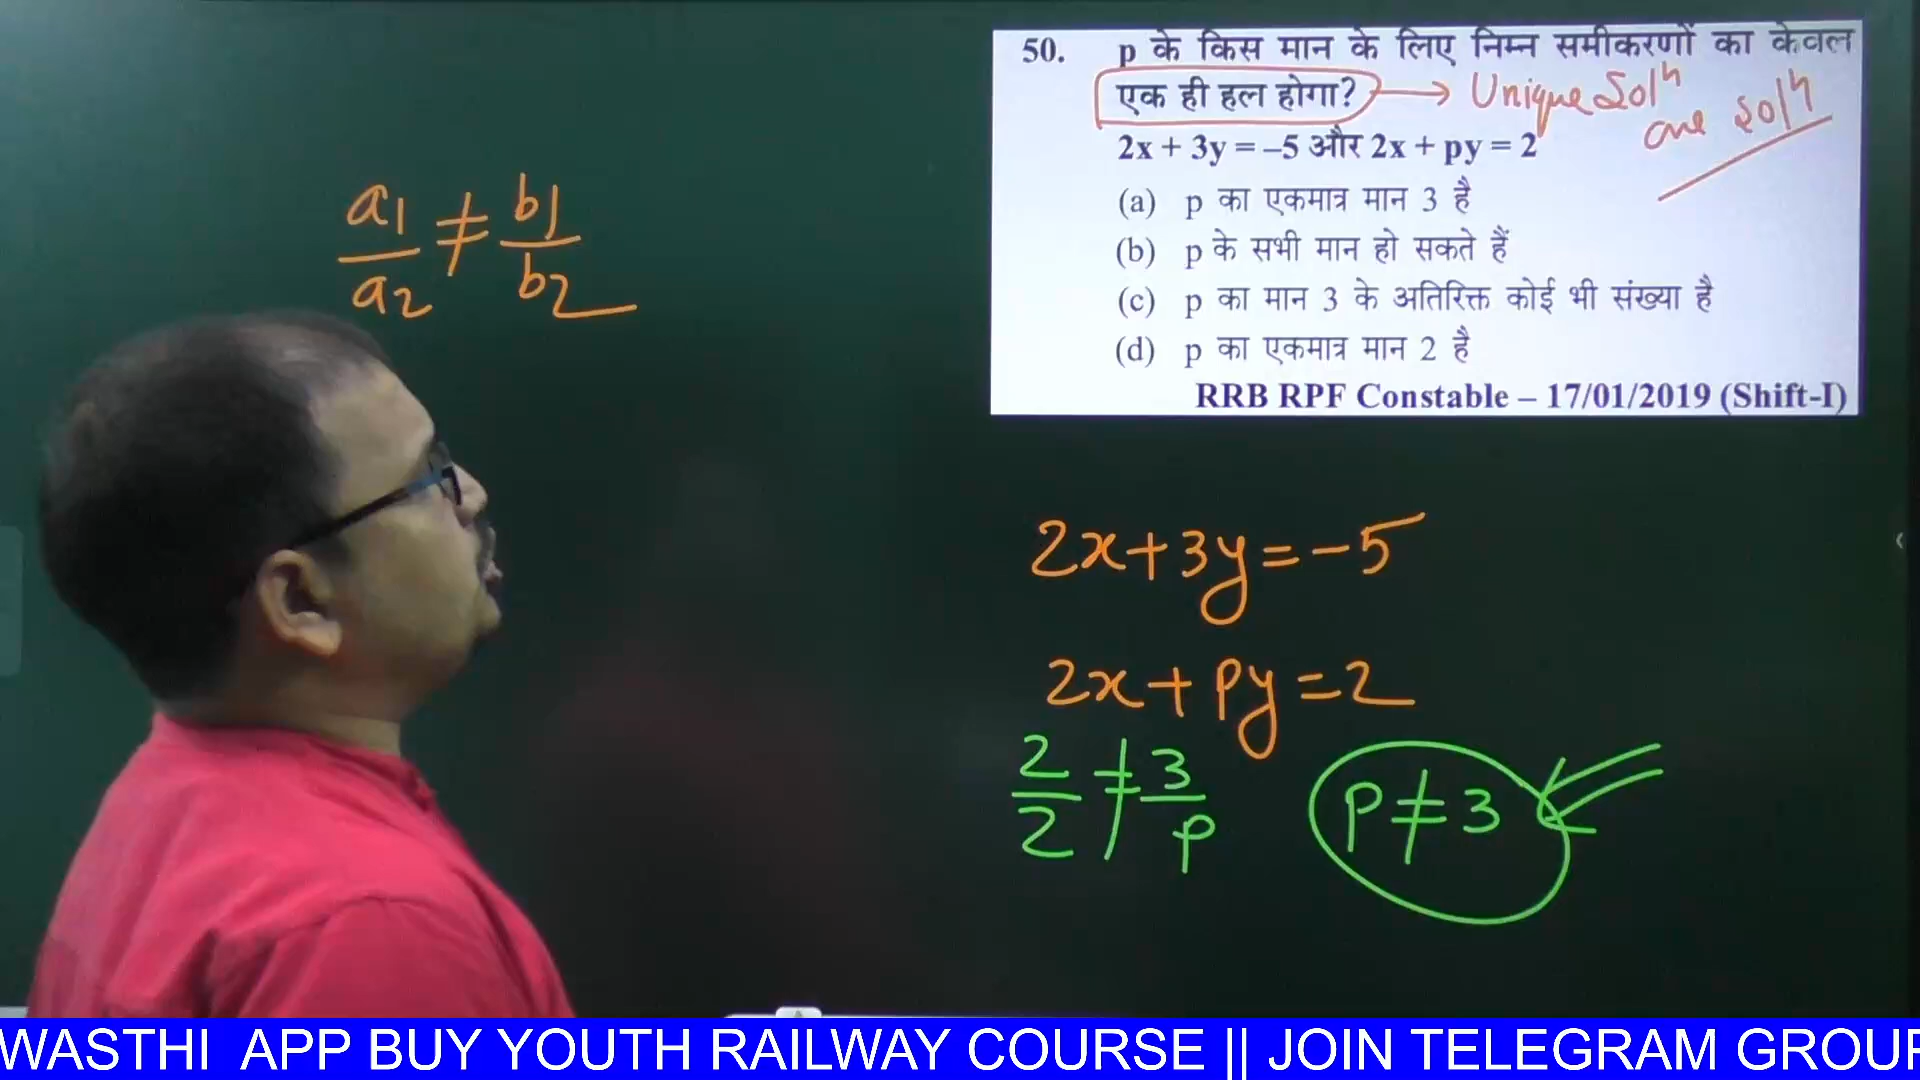 50. p के किस मान के लिए निम्न समीकरणों का केवल
एक ही हल होगा? → Unique Solⁿ
one Solⁿ
2x + 3y = –5 और 2x + py = 2
(a) p का एकमात्र मान 3 है
(b) p के सभी मान हो सकते हैं
(c) p का मान 3 के अतिरिक्त कोई भी संख्या है
(d) p का एकमात्र मान 2 है
RRB RPF Constable – 17/01/2019 (Shift-I)
a1/a2 ≠ b1/b2
2x+3y=-5
2x+py=2
2/2 ≠ 3/p
p≠3
WASTHI APP BUY YOUTH RAILWAY COURSE || JOIN TELEGRAM GROUP